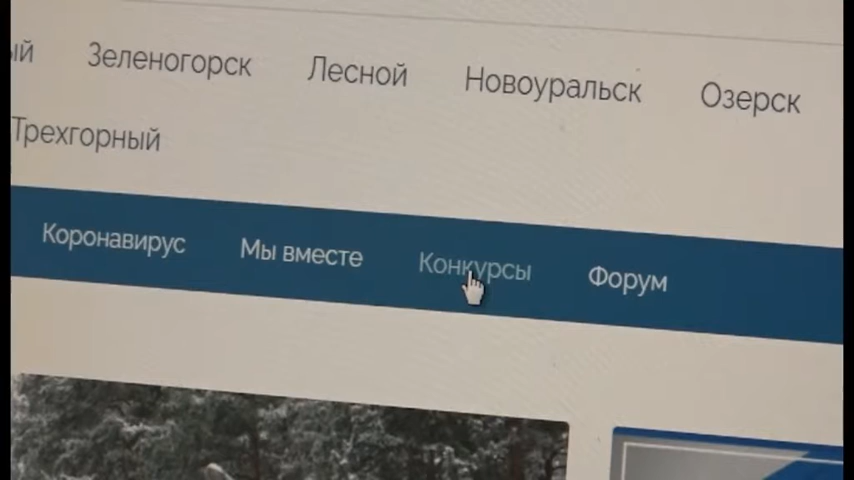 Зеленогорск Лесной Новоуральск Озерск
Трехгорный
Коронавирус Мы вместе Конкурсы Форум